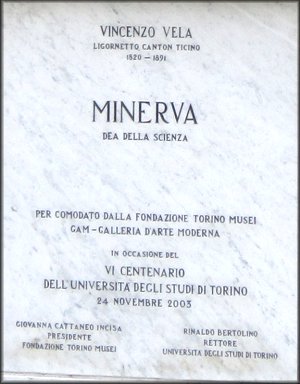 VINCENZO VELA
LIGORNETTO CANTON TICINO
1820 – 1891
MINERVA
DEA DELLA SCIENZA
PER COMODATO DALLA FONDAZIONE TORINO MUSEI
GAM-GALLERIA D'ARTE MODERNA
IN OCCASIONE DEL
VI CENTENARIO
DELL'UNIVERSITÀ DEGLI STUDI DI TORINO
24 NOVEMBRE 2003
GIOVANNA CATTANEO INCISA
PRESIDENTE
FONDAZIONE TORINO MUSEI
RINALDO BERTOLINO
RETTORE
UNIVERSITÀ DEGLI STUDI DI TORINO